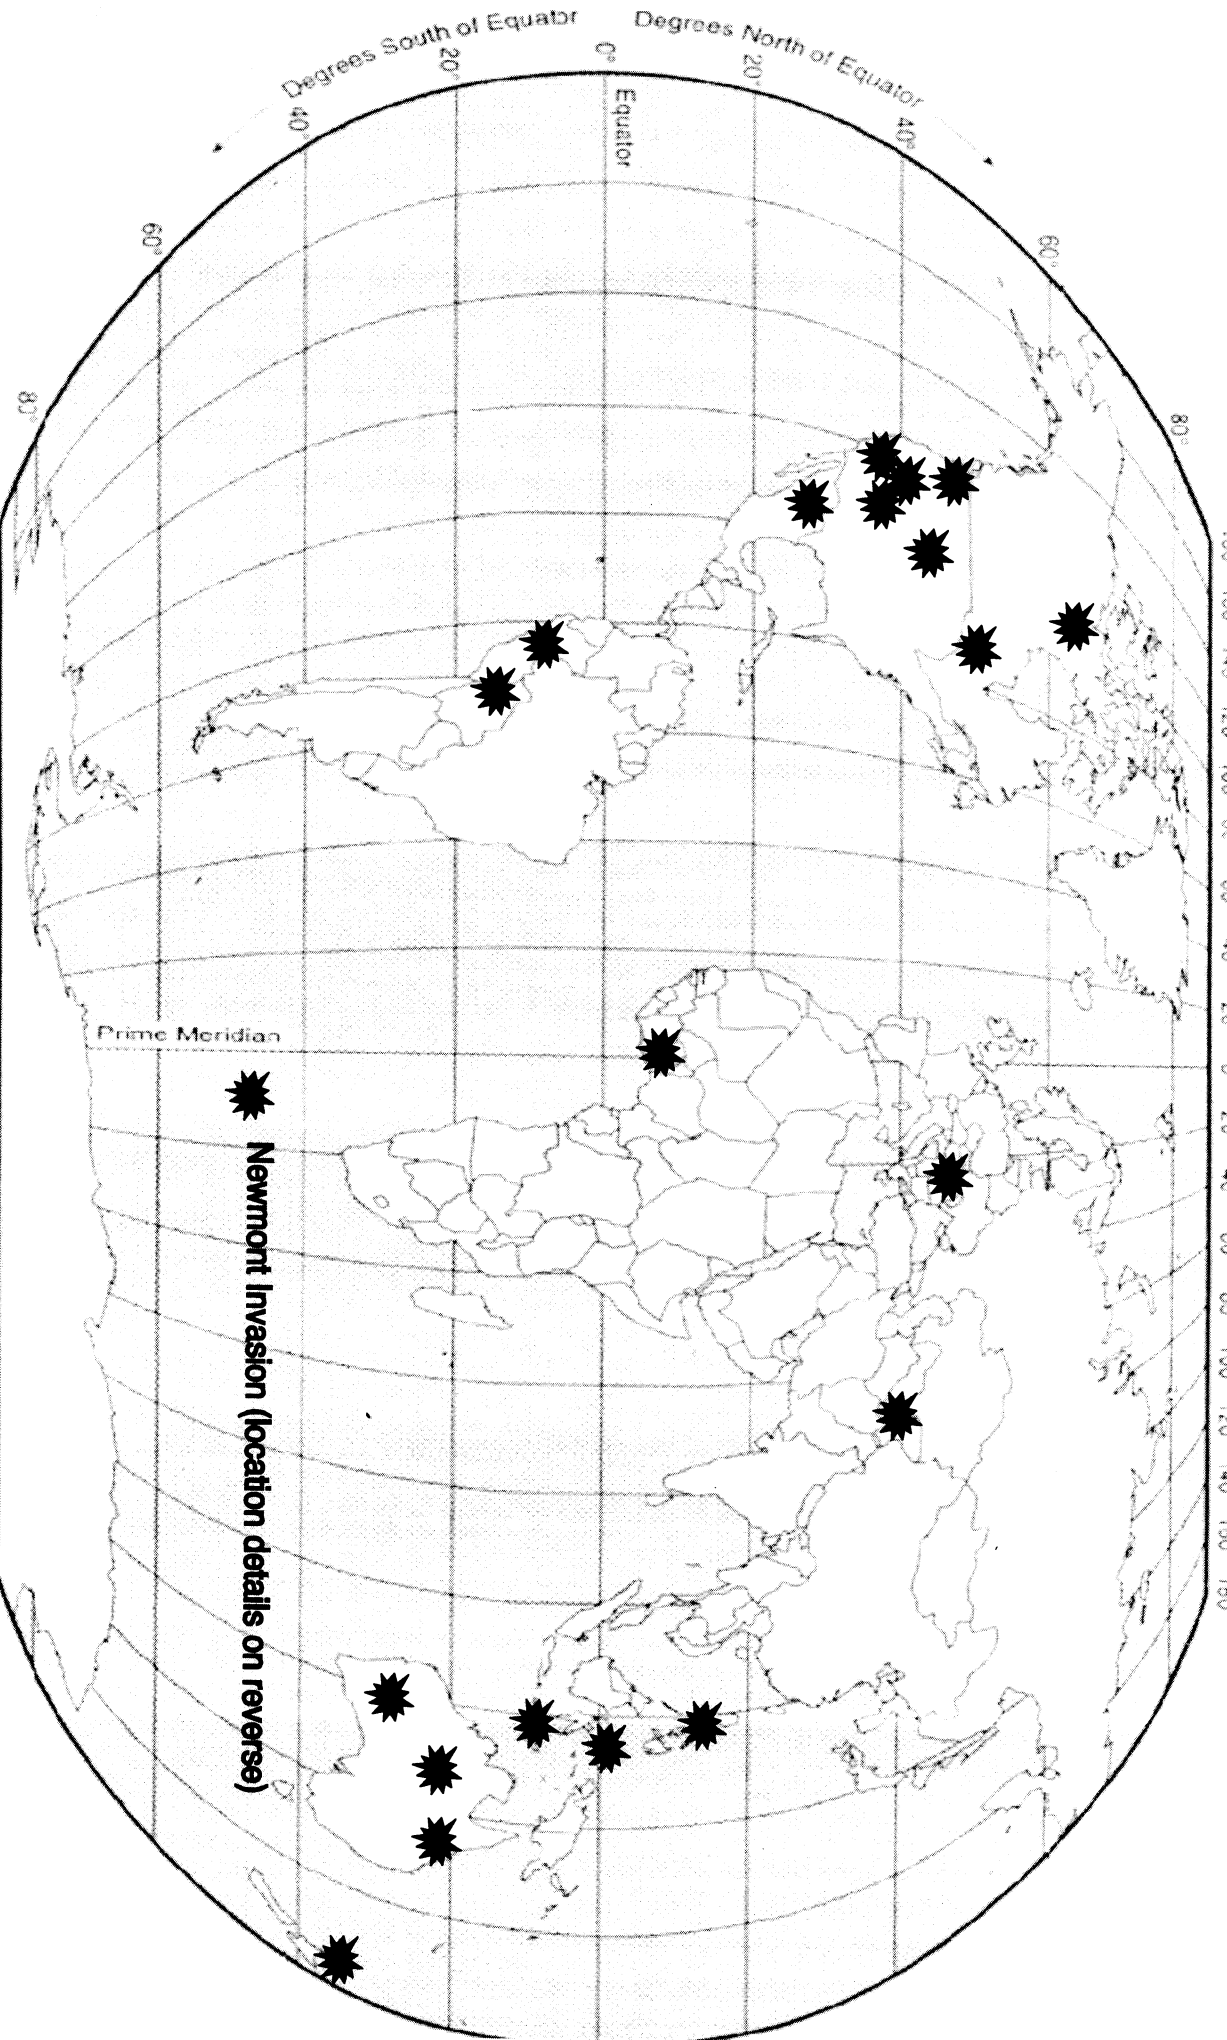 Degrees South of Equator
Degrees North of Equator
80°
60°
40°
20°
0°
20°
40°
60°
80°
Equator
Prime Meridian
Newmont Invasion (location details on reverse)